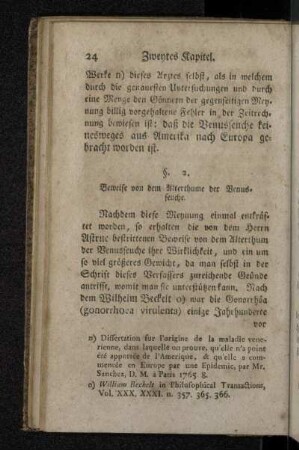 24 Zweytes Kapitel.
Werke n) dieses Arztes selbst, als in welchem
durch die genauesten Untersuchungen und durch
eine Menge den Gönnern der gegenseitigen Mey-
nung billig vorgehaltene Fehler in der Zeitrech-
nung bewiesen ist: daß die Venusseuche kei-
nesweges aus Amerika nach Europa ge-
bracht worden ist.
§. 2.
Beweise von dem Alterthume der Venus-
seuche.
Nachdem diese Meynung einmal entkräf-
tet worden, so erhalten die von dem Herrn
Astruc bestrittenen Beweise von dem Alterthum
der Venusseuche ihre Wirklichkeit, und ein um
so viel größeres Gewicht, da man selbst in der
Schrift dieses Verfassers zureichende Gründe
antrifft, womit man sie unterstützen kann. Nach
dem Wilhelm Beckett o) war die Gonorrhöa
(gonorrhoea virulenta) einige Jahrhunderte
vor
n) Dissertation sur l'origine de la maladie vene-
rienne, dans laquelle on prouve, qu'elle n'a point
été apportée de l'Amerique, & qu'elle a com-
mencée en Europe par une Epidemie, par Mr.
Sanchez, D. M. à Paris 1765. 8.
o) William Beckett in Philosophical Transactions,
Vol. XXX. XXXI. n. 357. 365. 366.